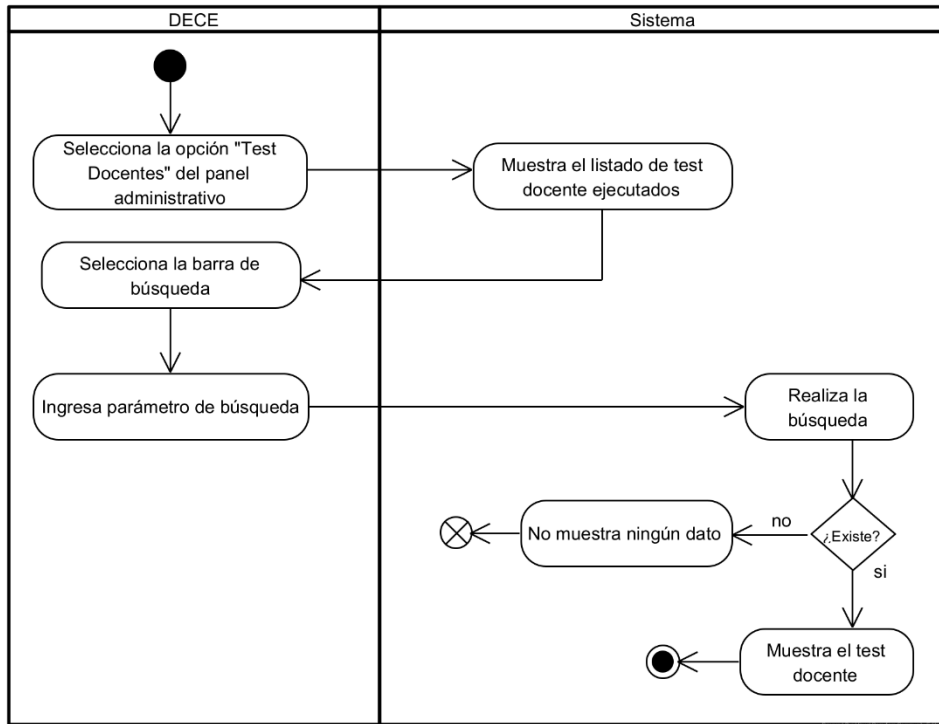 DECE
Sistema
Selecciona la opción "Test
Docentes" del panel
administrativo
Muestra el listado de test
docente ejecutados
Selecciona la barra de
búsqueda
Ingresa parámetro de búsqueda
Realiza la
búsqueda
¿Existe?
no
No muestra ningún dato
si
Muestra el test
docente